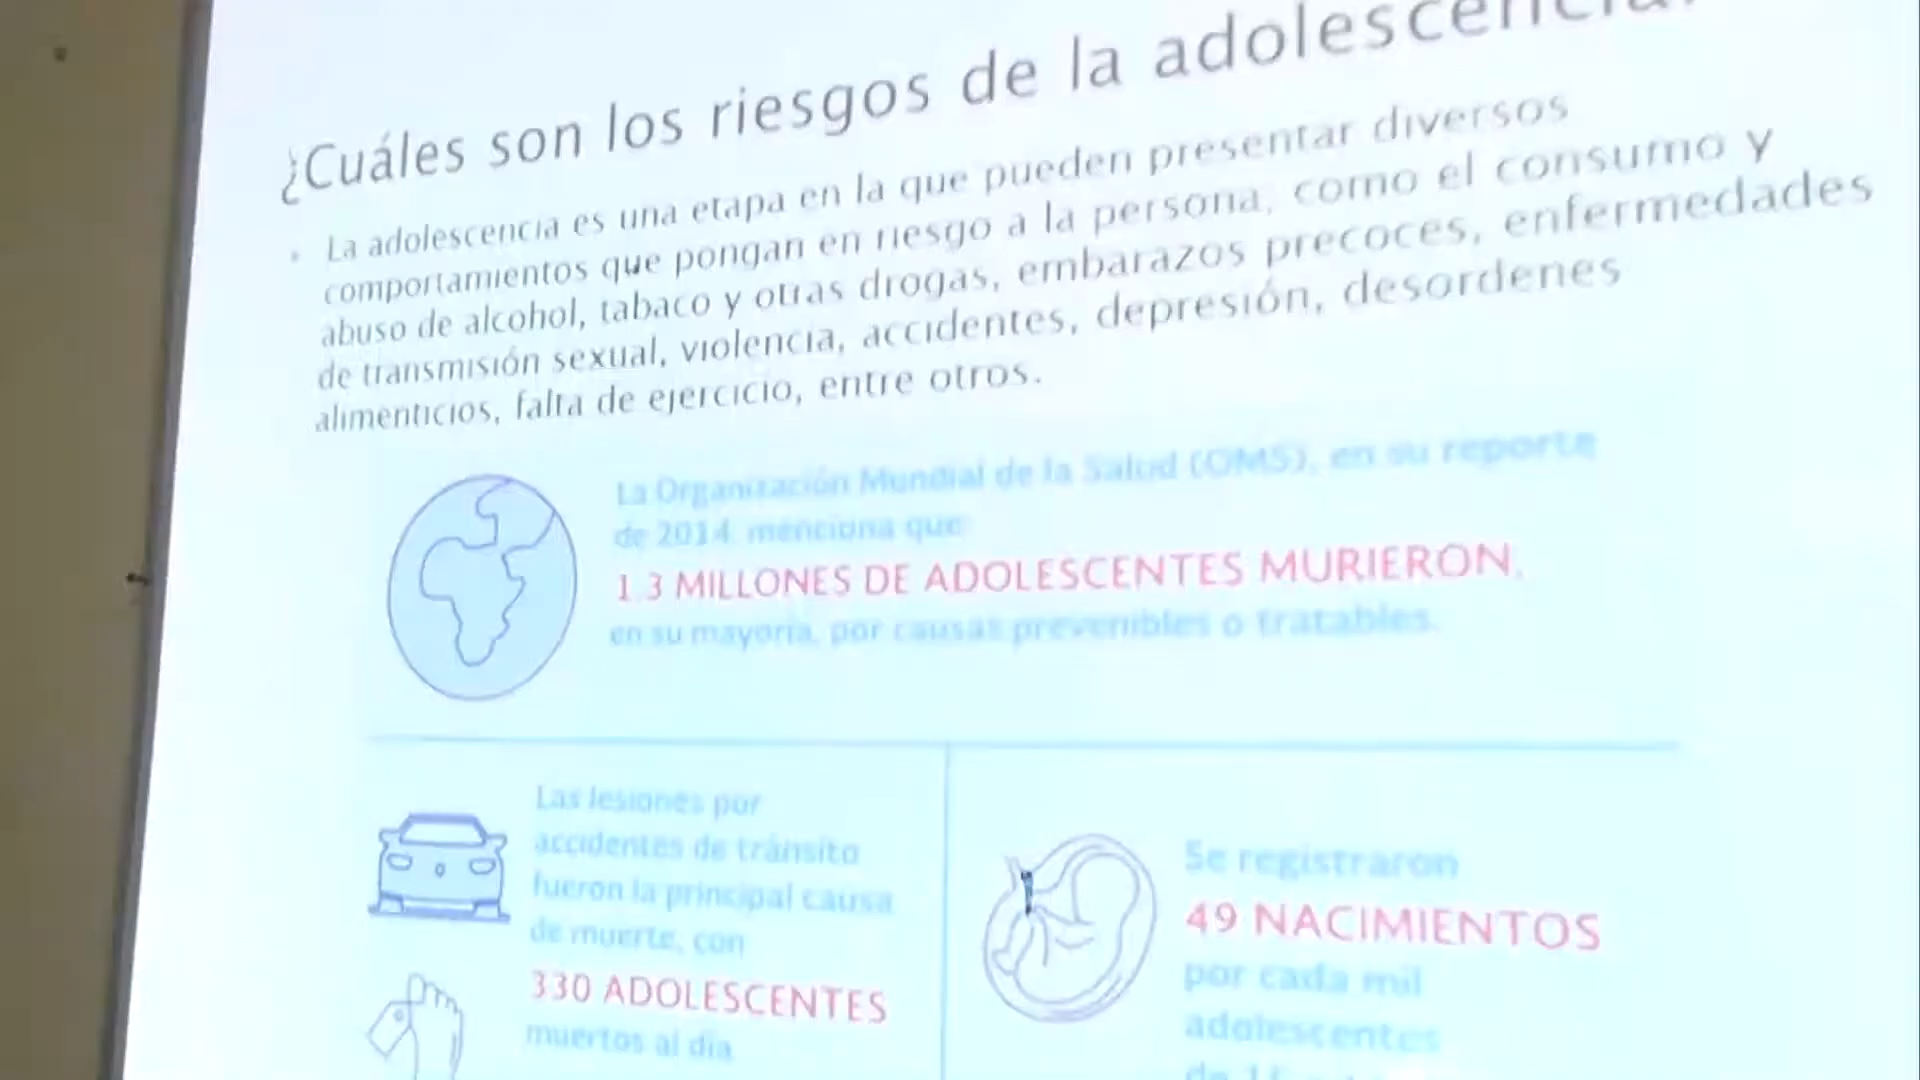 ¿Cuáles son los riesgos de la adolescencia?
La adolescencia es una etapa en la que pueden presentar diversos
comportamientos que pongan en riesgo a la persona, como el consumo y
abuso de alcohol, tabaco y otras drogas, embarazos precoces, enfermedades
de transmisión sexual, violencia, accidentes, depresión, desordenes
alimenticios, falta de ejercicio, entre otros.
La Organización Mundial de la Salud (OMS), en su reporte
de 2014 menciona que
1.3 MILLONES DE ADOLESCENTES MURIERON,
en su mayoría, por causas prevenibles o tratables.
Las lesiones por
accidentes de tránsito
fueron la principal causa
de muerte, con
330 ADOLESCENTES
muertos al día
Se registraron
49 NACIMIENTOS
por cada mil
adolescentes
de